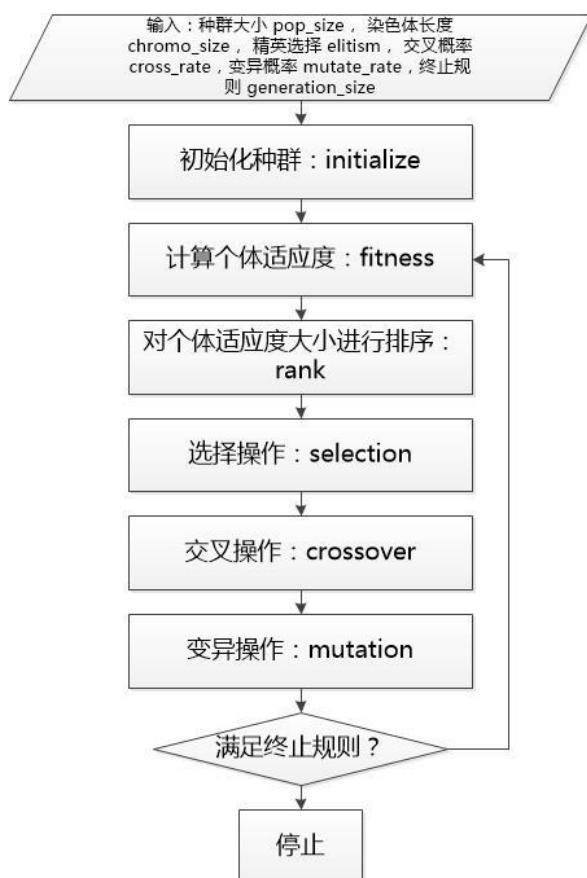 输入：种群大小 pop_size， 染色体长度
chromo_size， 精英选择 elitism， 交叉概率
cross_rate，变异概率 mutate_rate，终止规
则 generation_size
初始化种群：initialize
计算个体适应度：fitness
对个体适应度大小进行排序：
rank
选择操作：selection
交叉操作：crossover
变异操作：mutation
满足终止规则？
停止